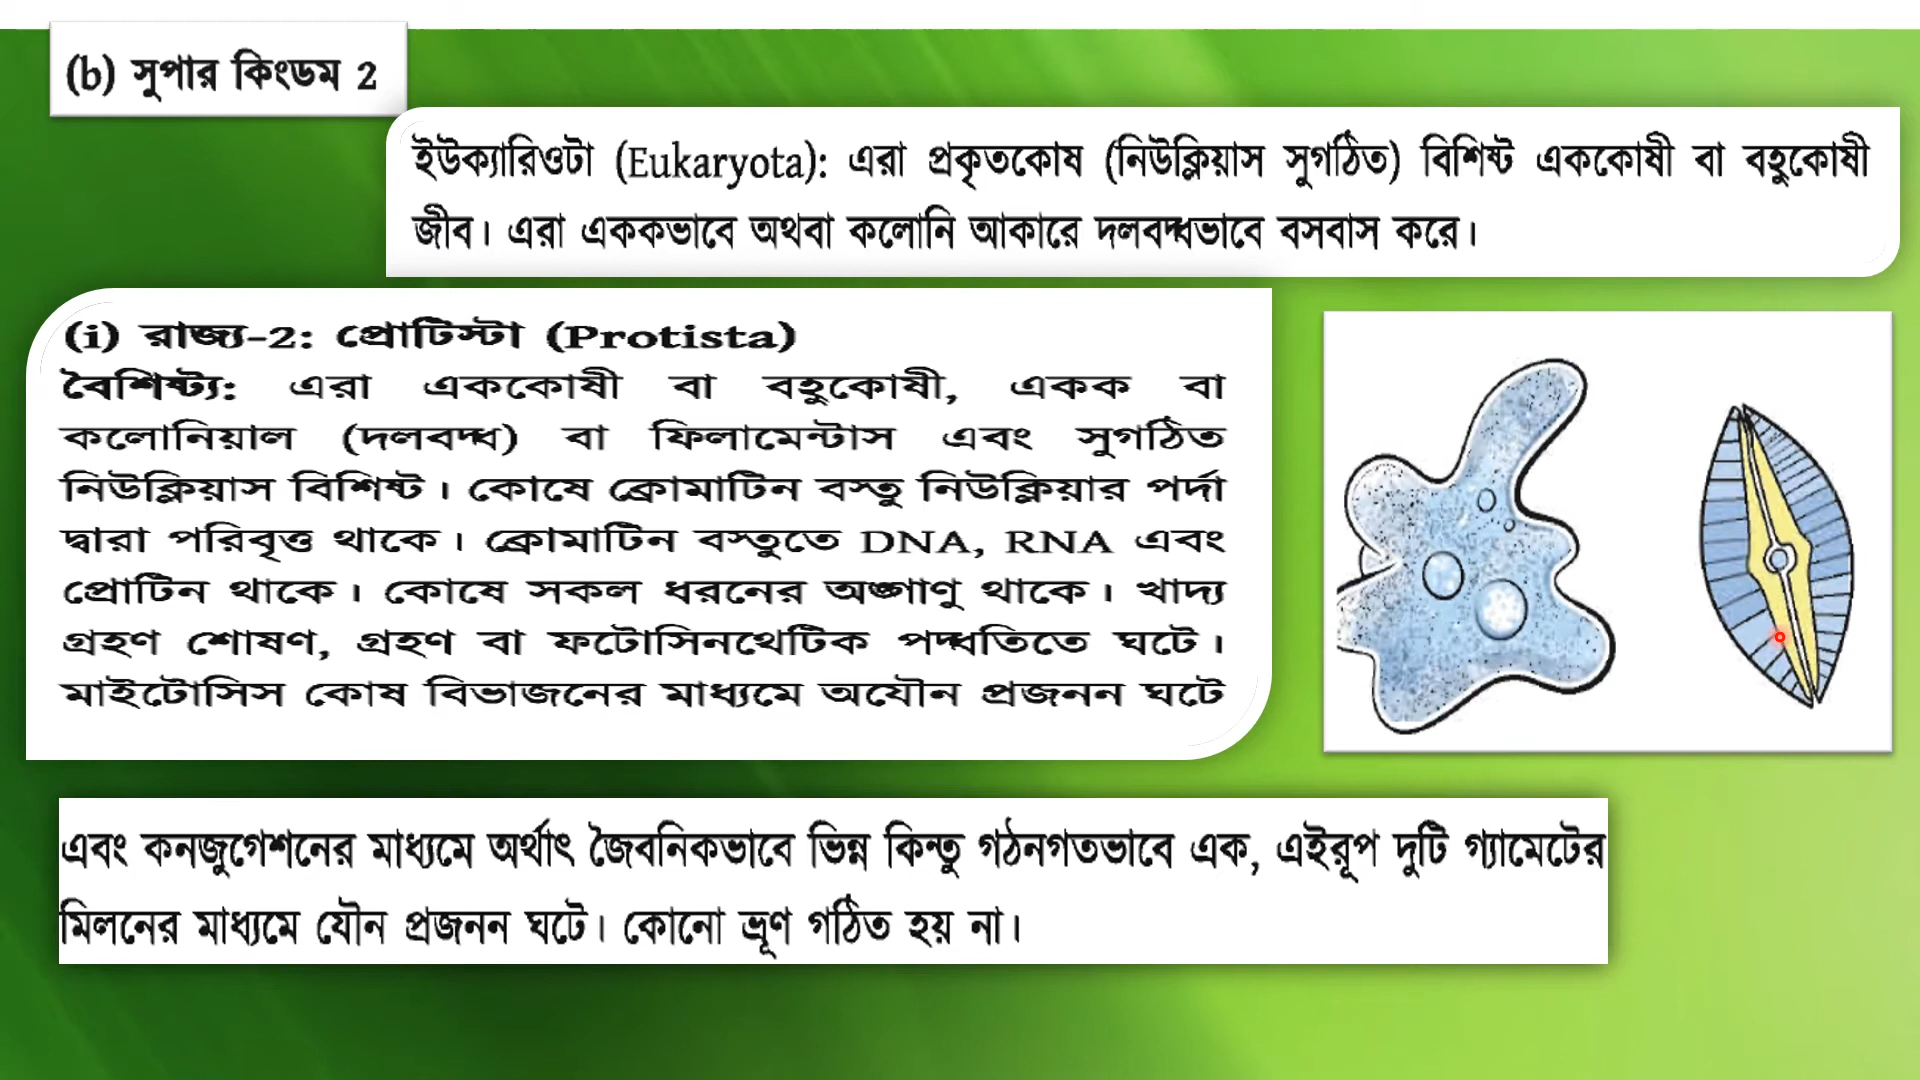 (b) সুপার কিংডম 2
ইউক্যারিওটা (Eukaryota): এরা প্রকৃতকোষ (নিউক্লিয়াস সুগঠিত) বিশিষ্ট এককোষী বা বহুকোষী
জীব। এরা এককভাবে অথবা কলোনি আকারে দলবদ্ধভাবে বসবাস করে।
(i) রাজ্য-2: প্রোটিস্টা (Protista)
বৈশিষ্ট্য: এরা এককোষী বা বহুকোষী, একক বা
কলোনিয়াল (দলবদ্ধ) বা ফিলামেন্টাস এবং সুগঠিত
নিউক্লিয়াস বিশিষ্ট। কোষে ক্রোমাটিন বস্তু নিউক্লিয়ার পর্দা
দ্বারা পরিবৃত্ত থাকে। ক্রোমাটিন বস্তুতে DNA, RNA এবং
প্রোটিন থাকে। কোষে সকল ধরনের অঙ্গাণু থাকে। খাদ্য
গ্রহণ শোষণ, গ্রহণ বা ফটোসিনথেটিক পদ্ধতিতে ঘটে।
মাইটোসিস কোষ বিভাজনের মাধ্যমে অযৌন প্রজনন ঘটে
এবং কনজুগেশনের মাধ্যমে অর্থাৎ জৈবনিকভাবে ভিন্ন কিন্তু গঠনগতভাবে এক, এইরূপ দুটি গ্যামেটের
মিলনের মাধ্যমে যৌন প্রজনন ঘটে। কোনো ভ্রূণ গঠিত হয় না।